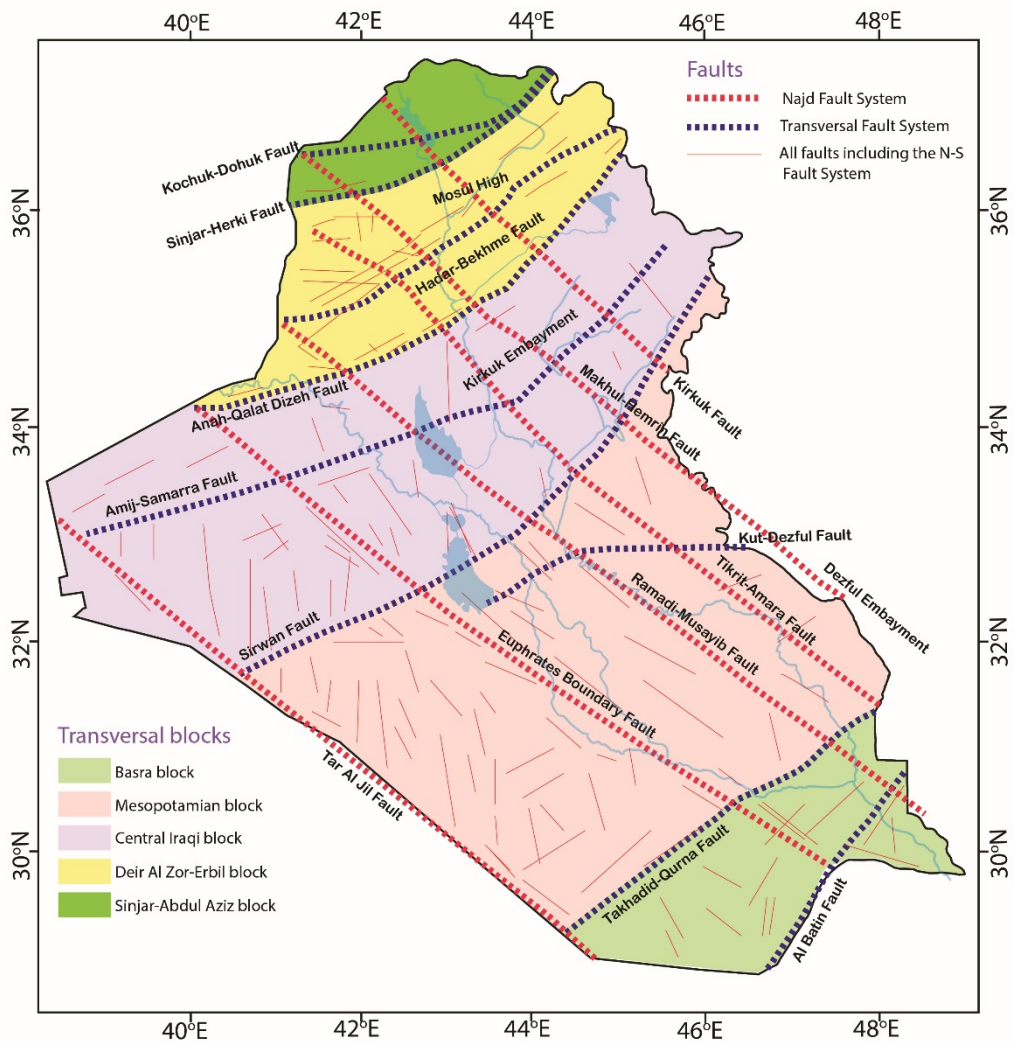 40°E
42°E
44°E
46°E
48°E
Faults
Najd Fault System
Transversal Fault System
All faults including the N-S
Fault System
Kochuk-Dohuk Fault
Sinjar-Herki Fault
Mosul High
Hadar-Bekhme Fault
36°N
36°N
Kirkuk Embayment
Anah-Qalat Dizeh Fault
Makhul-Hemrin Fault
Kirkuk Fault
34°N
34°N
Amij-Samarra Fault
Kut-Dezful Fault
Dezful Embayment
Tikrit-Amara Fault
Ramadi-Musayib Fault
Sirwan Fault
Euphrates Boundary Fault
32°N
32°N
Tar Al Jil Fault
Transversal blocks
Basra block
Mesopotamian block
Central Iraqi block
Deir Al Zor-Erbil block
Sinjar-Abdul Aziz block
30°N
30°N
Takhadid-Qurna Fault
Al Batin Fault
40°E
42°E
44°E
46°E
48°E